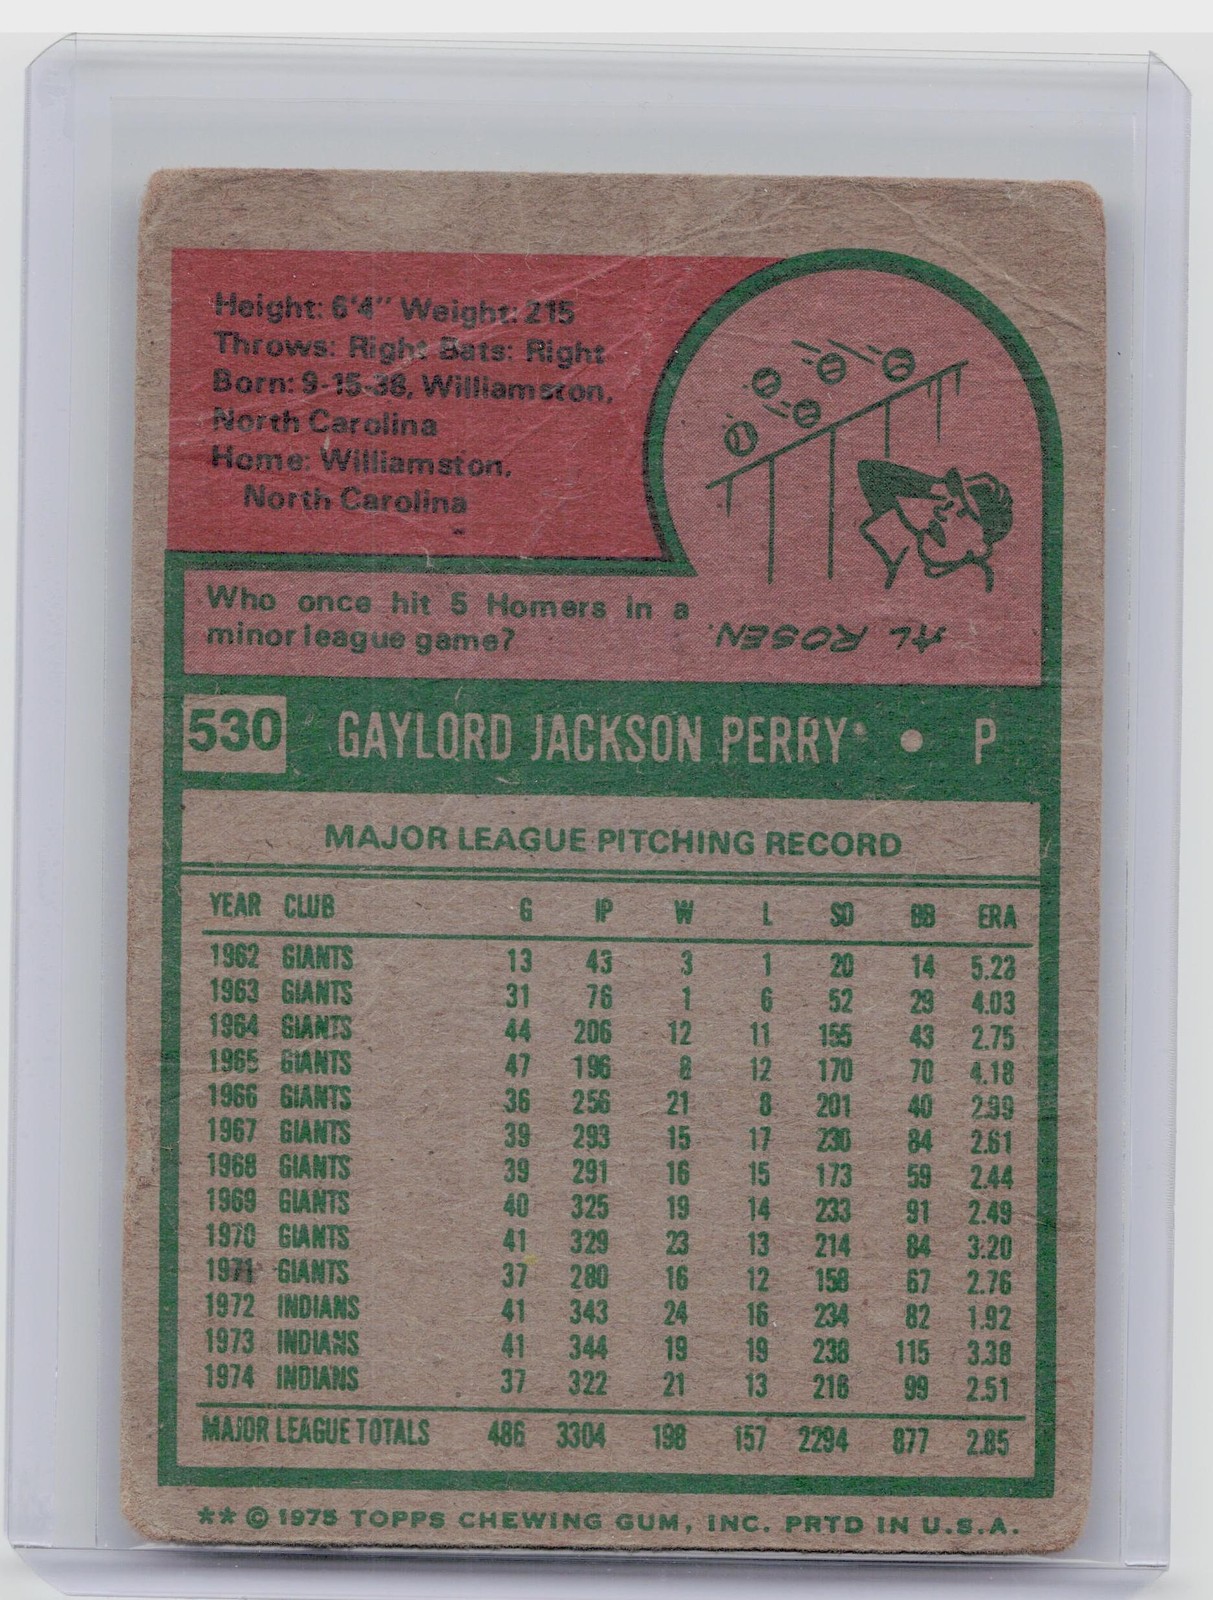 Height: 6'4" Weight: 215
Throws: Right Bats: Right
Born: 9-15-38, Williamston,
North Carolina
Home: Williamston,
North Carolina
Who once hit 5 Homers in a
minor league game?
AL ROSEN.
530 GAYLORD JACKSON PERRY • P
MAJOR LEAGUE PITCHING RECORD
YEAR CLUB G IP W L SO BB ERA
1962 GIANTS 13 43 3 1 20 14 5.23
1963 GIANTS 31 76 1 6 52 29 4.03
1964 GIANTS 44 206 12 11 155 43 2.75
1965 GIANTS 47 196 8 12 170 70 4.18
1966 GIANTS 36 256 21 8 201 40 2.99
1967 GIANTS 39 293 15 17 230 84 2.61
1968 GIANTS 39 291 16 15 173 59 2.44
1969 GIANTS 40 325 19 14 233 91 2.49
1970 GIANTS 41 329 23 13 214 84 3.20
1971 GIANTS 37 280 16 12 158 67 2.76
1972 INDIANS 41 343 24 16 234 82 1.92
1973 INDIANS 41 344 19 19 238 115 3.38
1974 INDIANS 37 322 21 13 216 99 2.51
MAJOR LEAGUE TOTALS 486 3304 198 157 2294 877 2.85
** © 1975 TOPPS CHEWING GUM, INC. PRTD IN U.S.A.